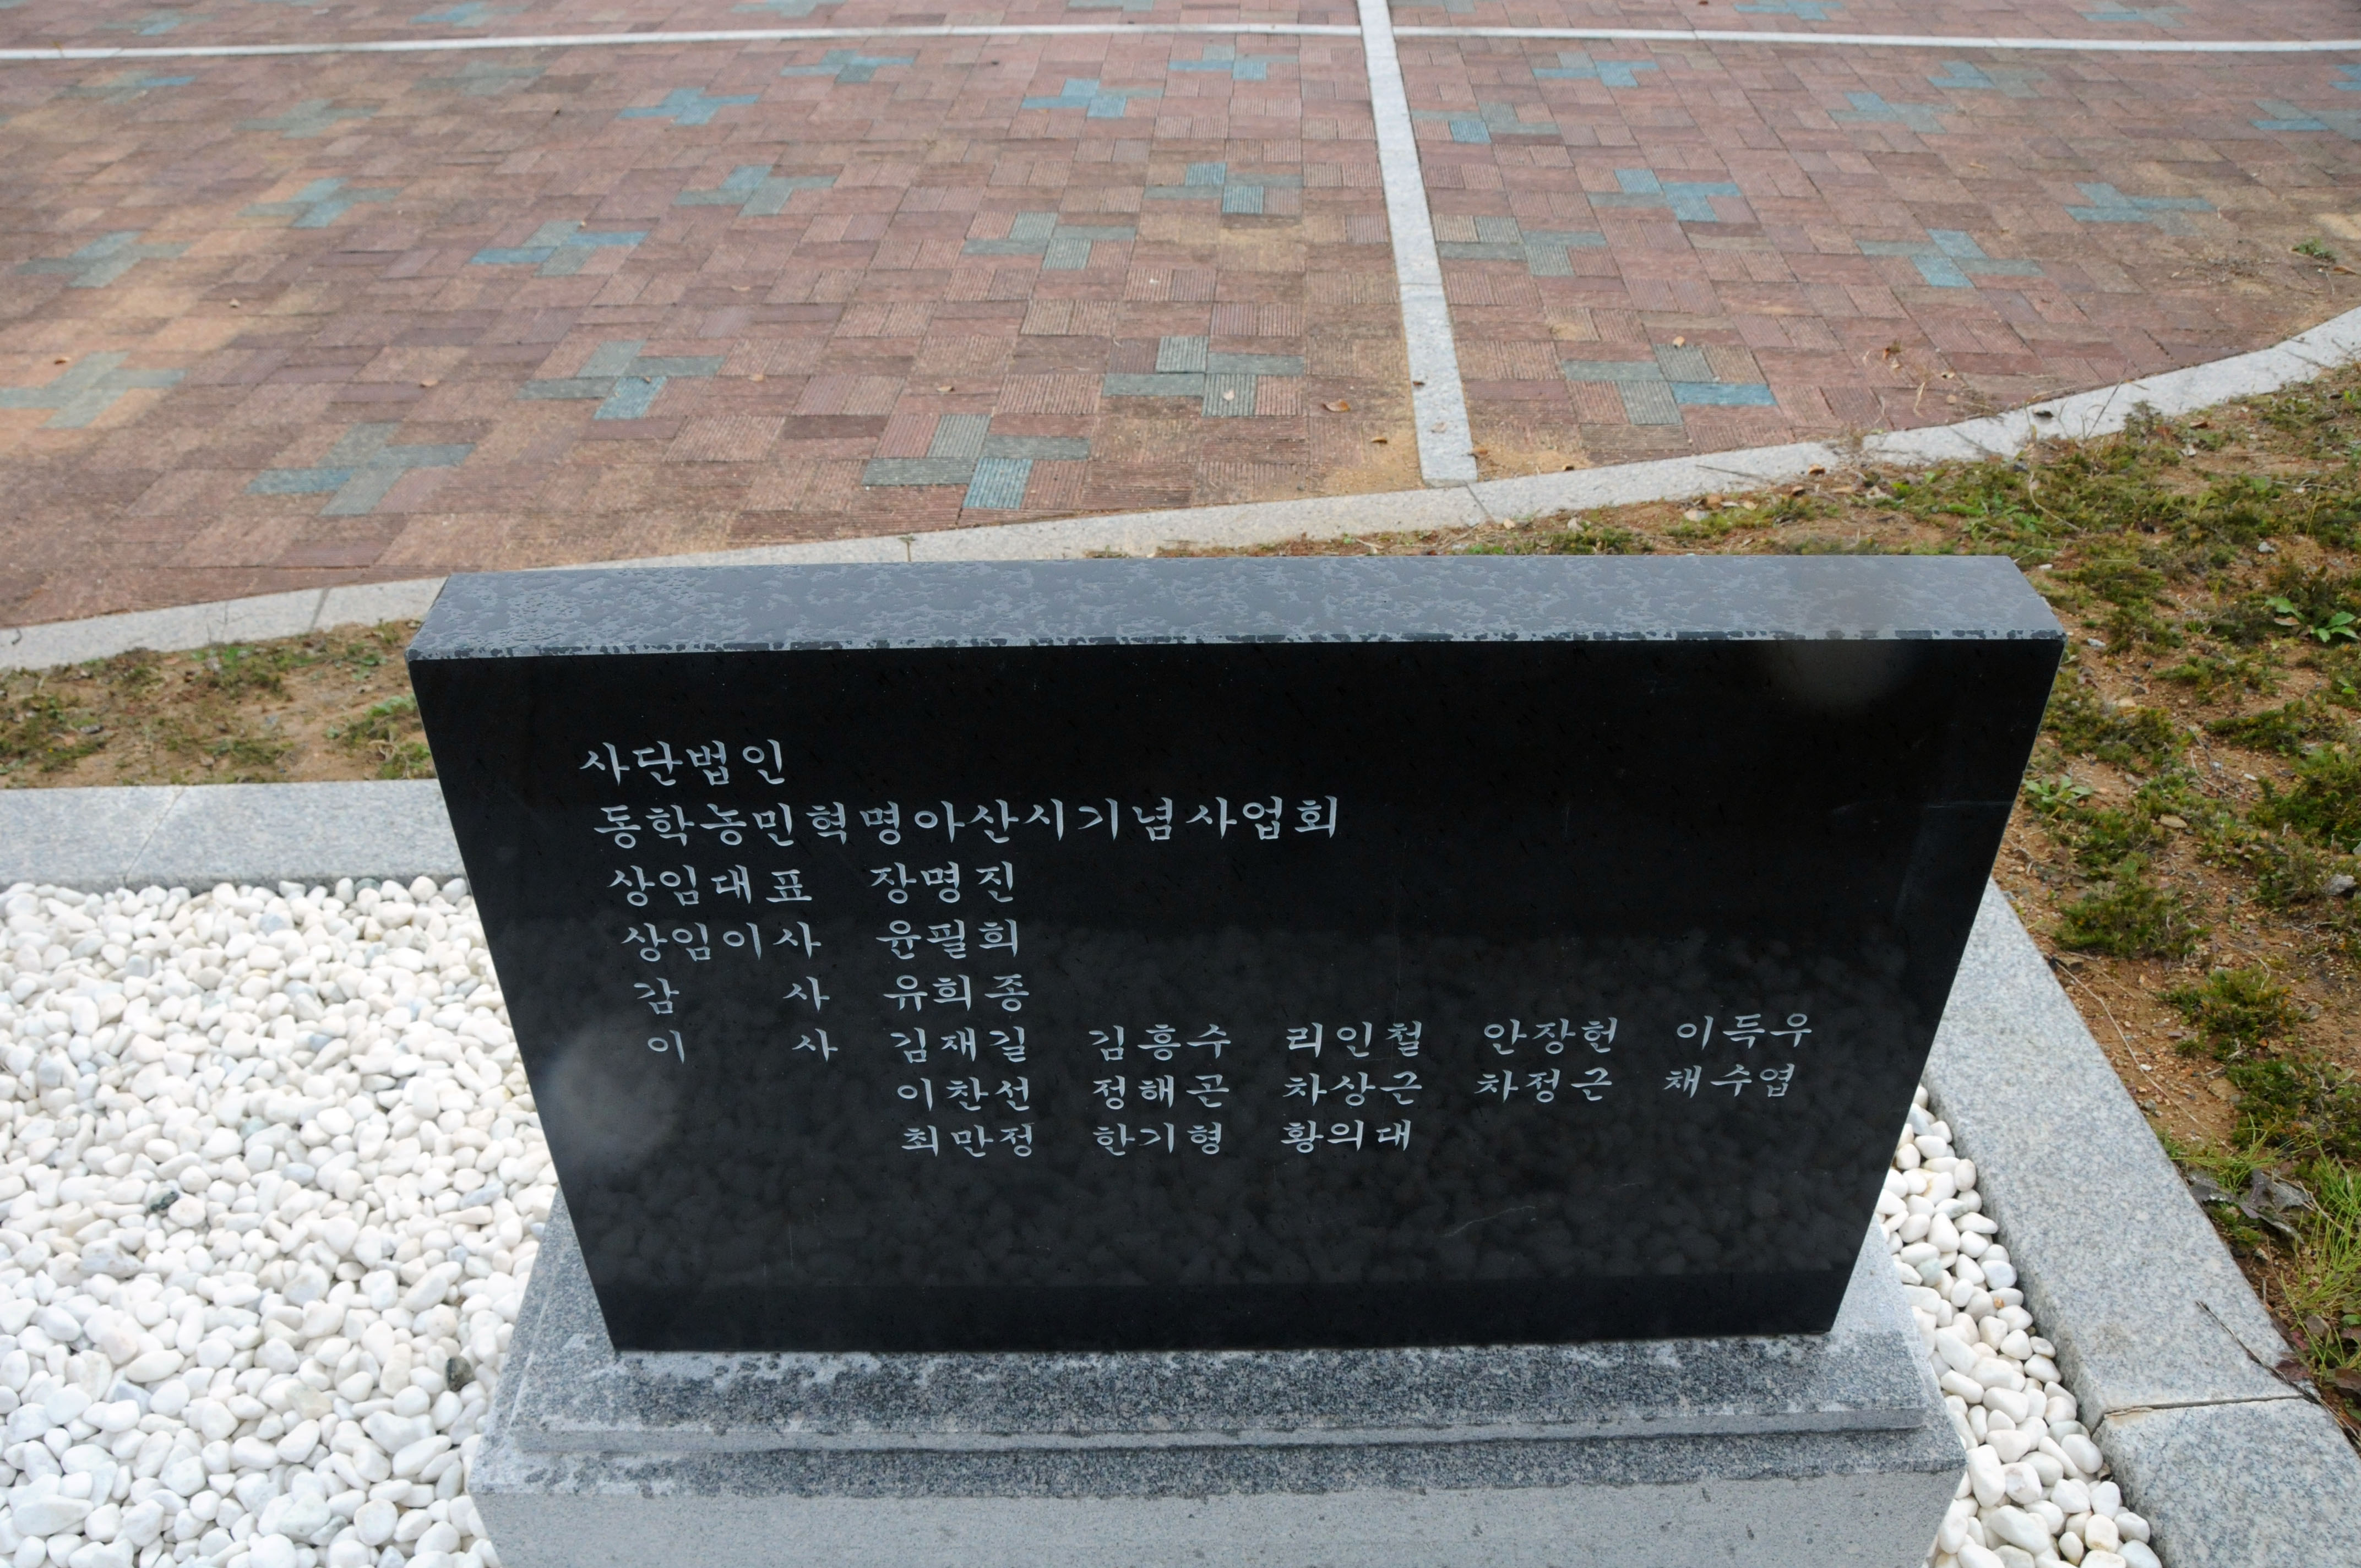 사단법인
동학농민혁명아산시기념사업회
상임대표 장명진
상임이사 윤필희
감 사 유희종
이 사 김재길 김흥수 리인철 안장헌 이득우
이찬선 정해곤 차상근 차정근 채수엽
최만정 한기형 황의대